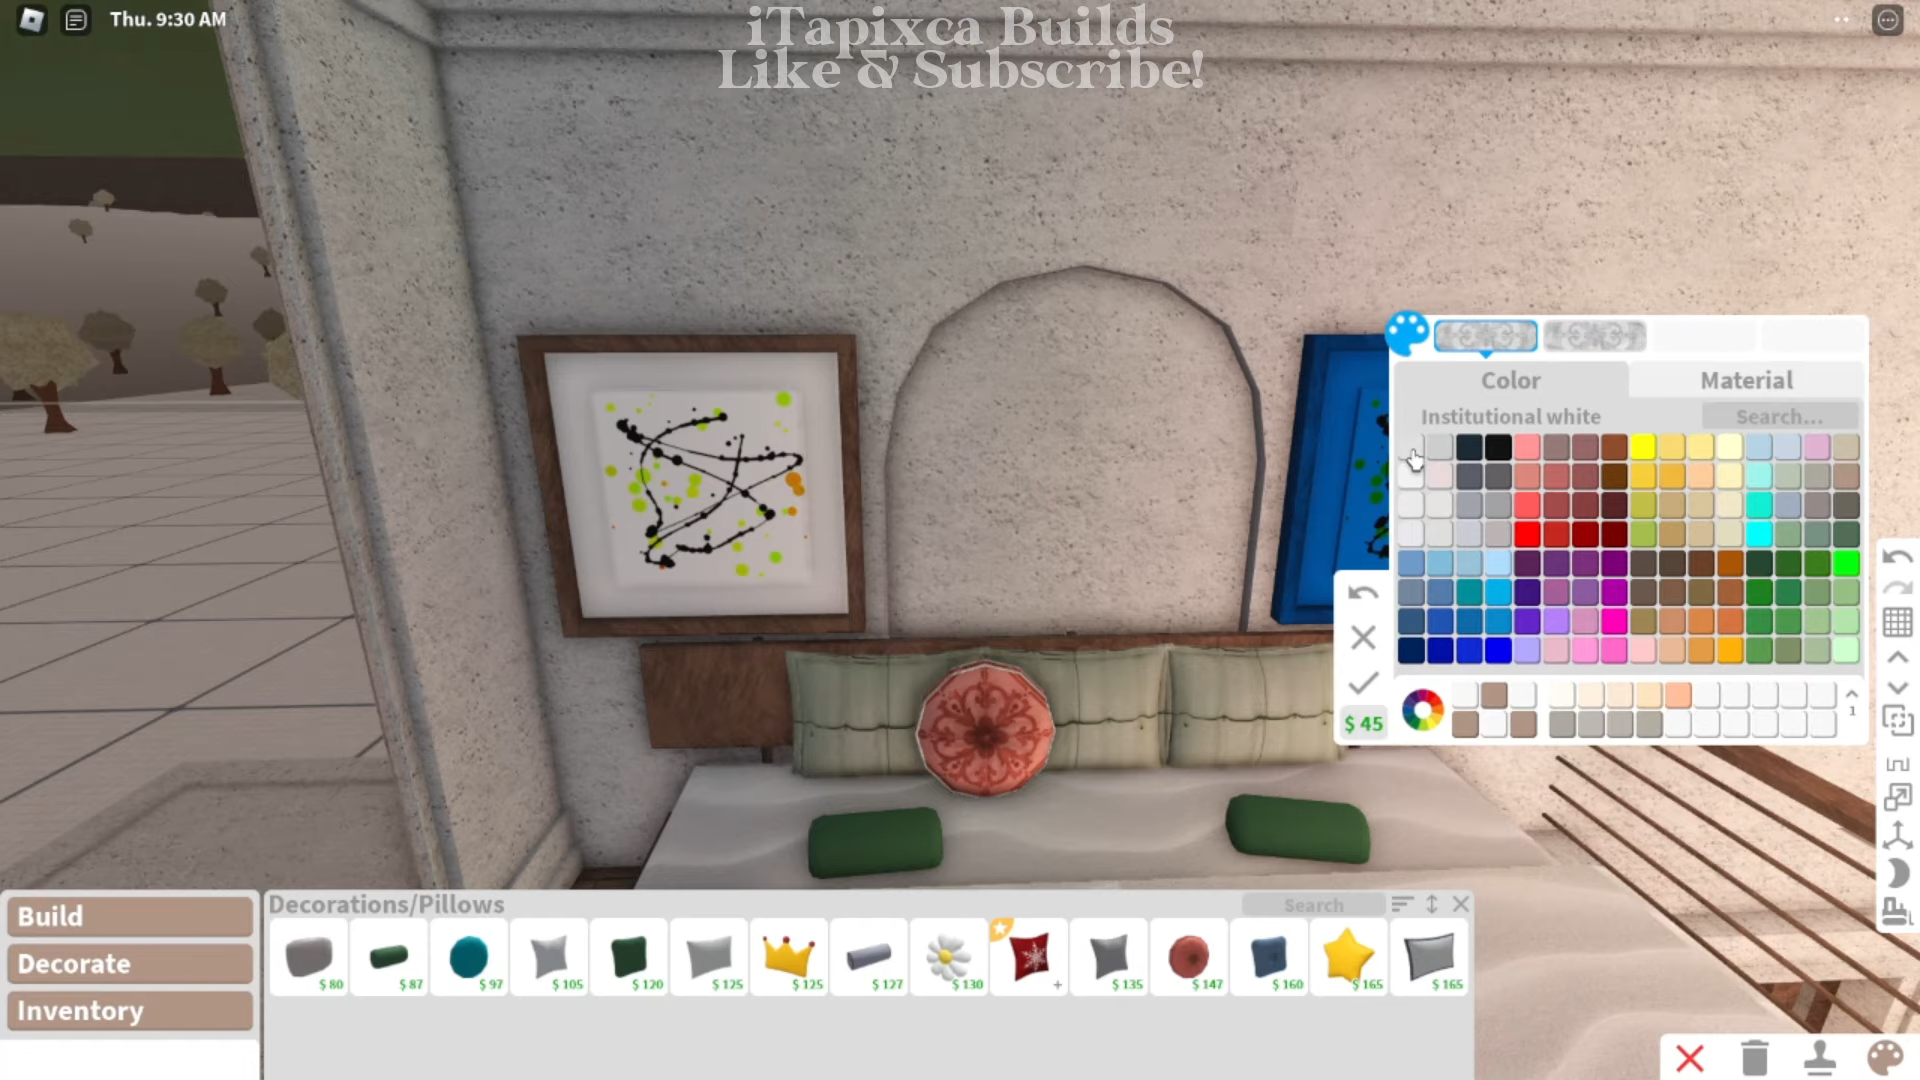 Thu. 9:30 AM
iTapixca Builds
Like & Subscribe!
Color
Material
Institutional white
Search...
1
$ 45
Build
Decorate
Inventory
Decorations/Pillows
Search
$ 80
$ 87
$ 97
$ 105
$ 120
$ 125
$ 125
$ 127
$ 130
+
$ 135
$ 147
$ 160
$ 165
$ 165